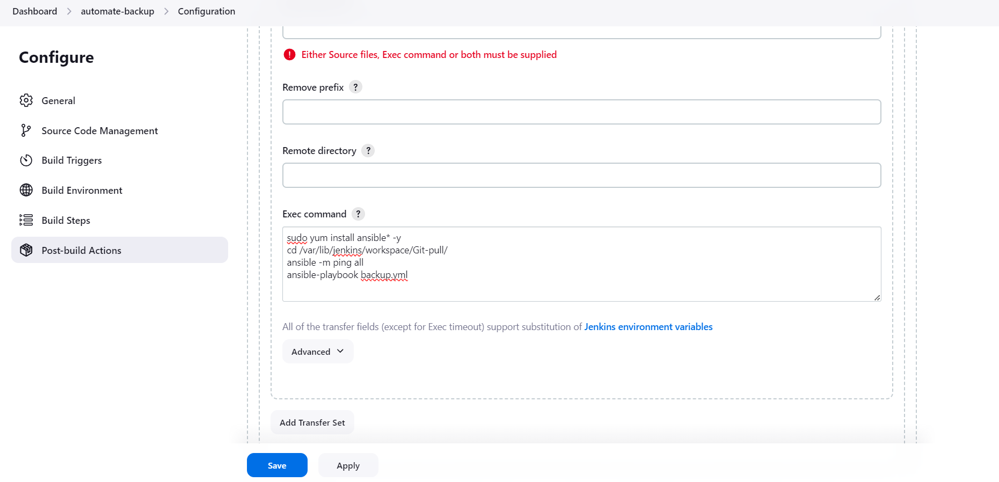 Dashboard > automate-backup > Configuration
Configure
General
Source Code Management
Build Triggers
Build Environment
Build Steps
Post-build Actions
! Either Source files, Exec command or both must be supplied
Remove prefix ?
Remote directory ?
Exec command ?
sudo yum install ansible* -y
cd /var/lib/jenkins/workspace/Git-pull/
ansible -m ping all
ansible-playbook backup.yml
All of the transfer fields (except for Exec timeout) support substitution of Jenkins environment variables
Advanced
Add Transfer Set
Save Apply